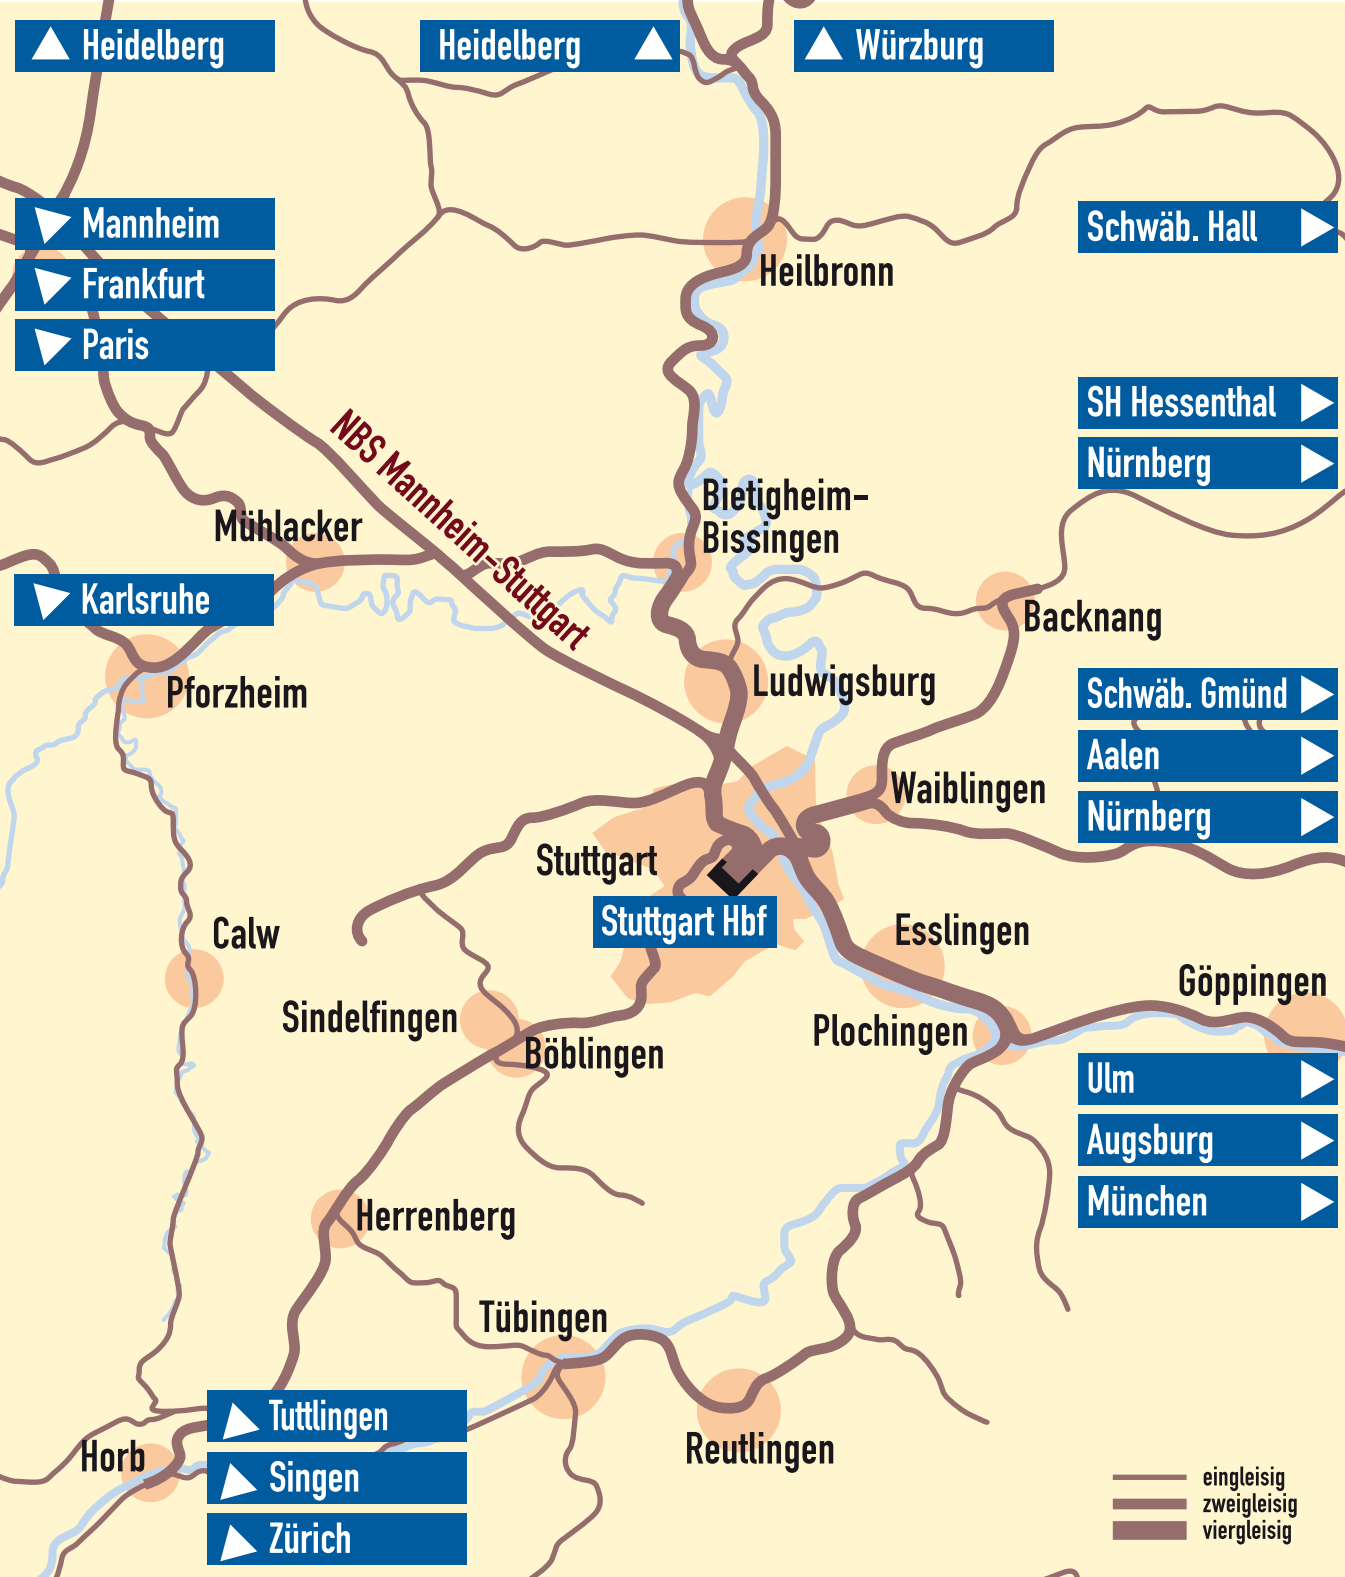 Heidelberg
Heidelberg
Würzburg
Mannheim
Frankfurt
Paris
Schwäb. Hall
Heilbronn
SH Hessenthal
Nürnberg
NBS Mannheim–Stuttgart
Bietigheim–
Bissingen
Mühlacker
Karlsruhe
Backnang
Pforzheim
Ludwigsburg
Schwäb. Gmünd
Aalen
Nürnberg
Waiblingen
Stuttgart
Stuttgart Hbf
Calw
Esslingen
Göppingen
Sindelfingen
Plochingen
Böblingen
Ulm
Augsburg
München
Herrenberg
Tübingen
Tuttlingen
Singen
Zürich
Horb
Reutlingen
eingleisig
zweigleisig
viergleisig